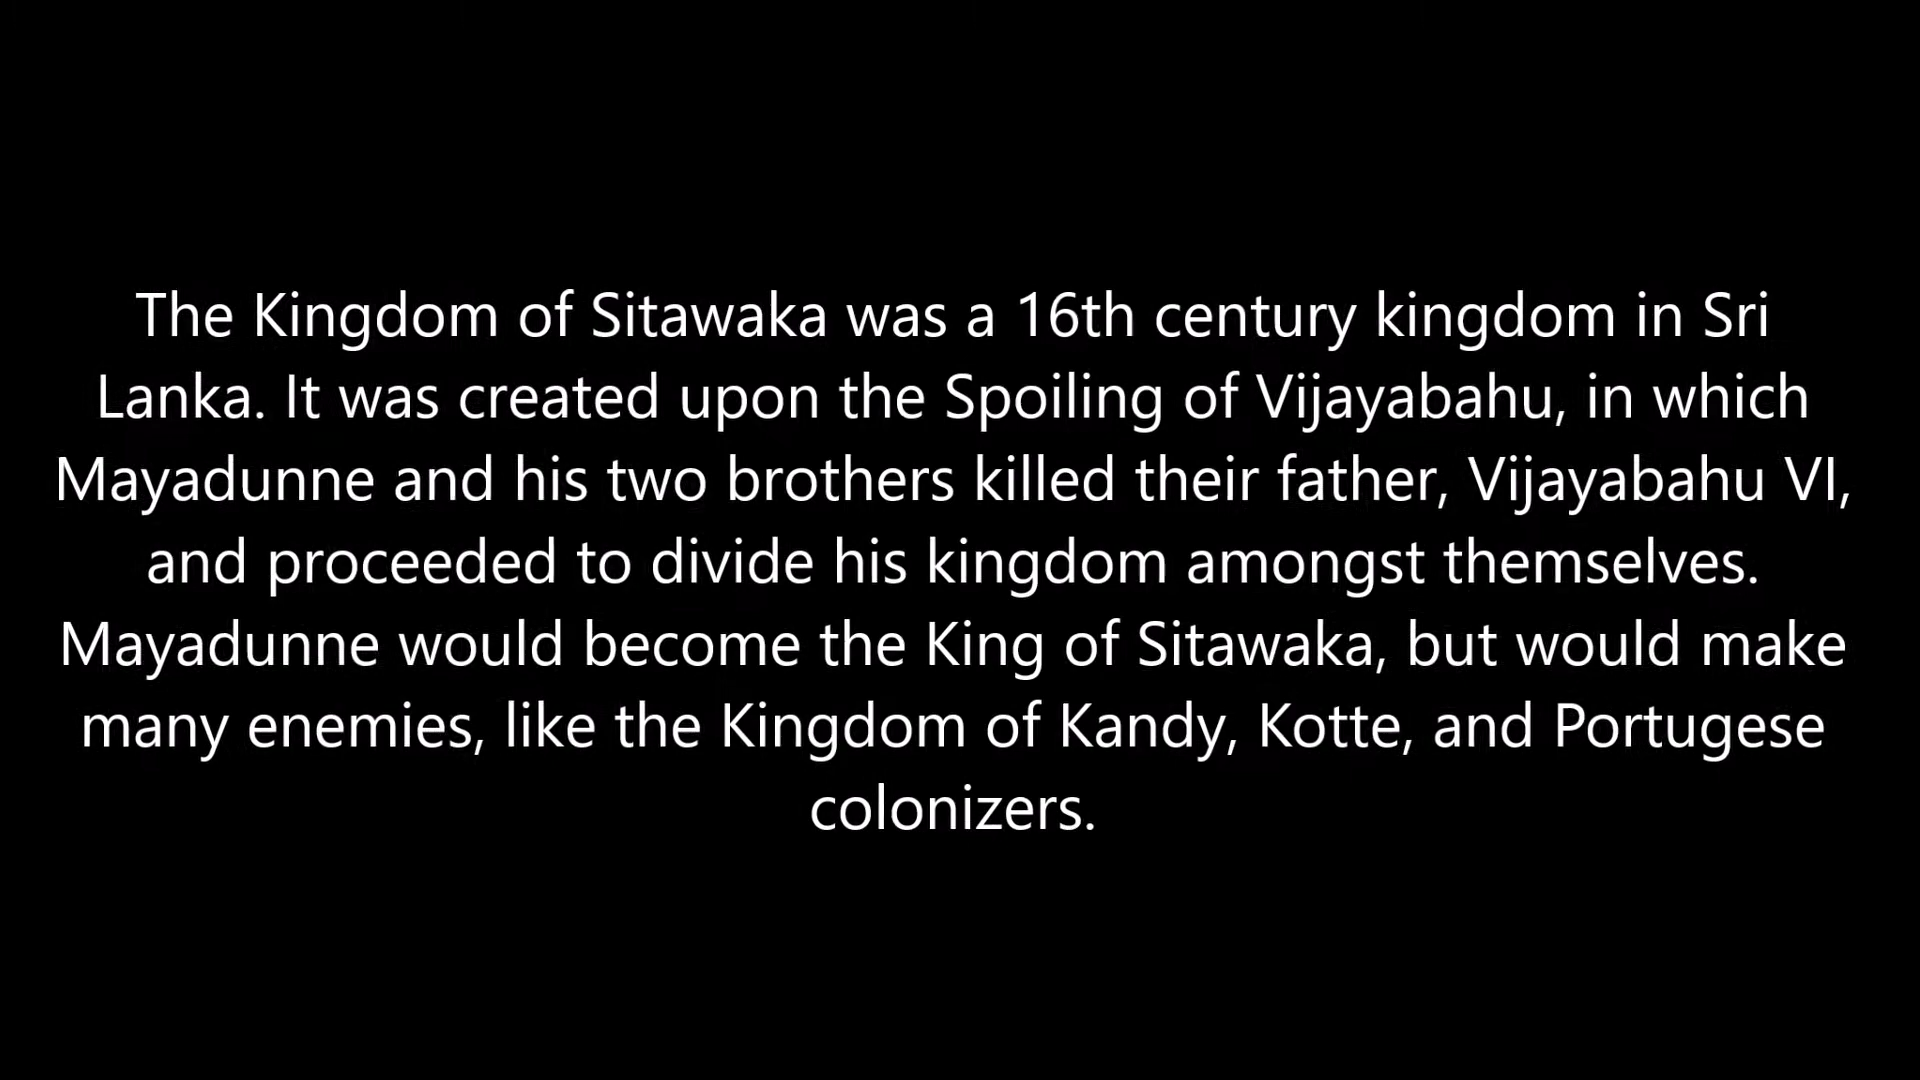 The Kingdom of Sitawaka was a 16th century kingdom in Sri
Lanka. It was created upon the Spoiling of Vijayabahu, in which
Mayadunne and his two brothers killed their father, Vijayabahu VI,
and proceeded to divide his kingdom amongst themselves.
Mayadunne would become the King of Sitawaka, but would make
many enemies, like the Kingdom of Kandy, Kotte, and Portugese
colonizers.